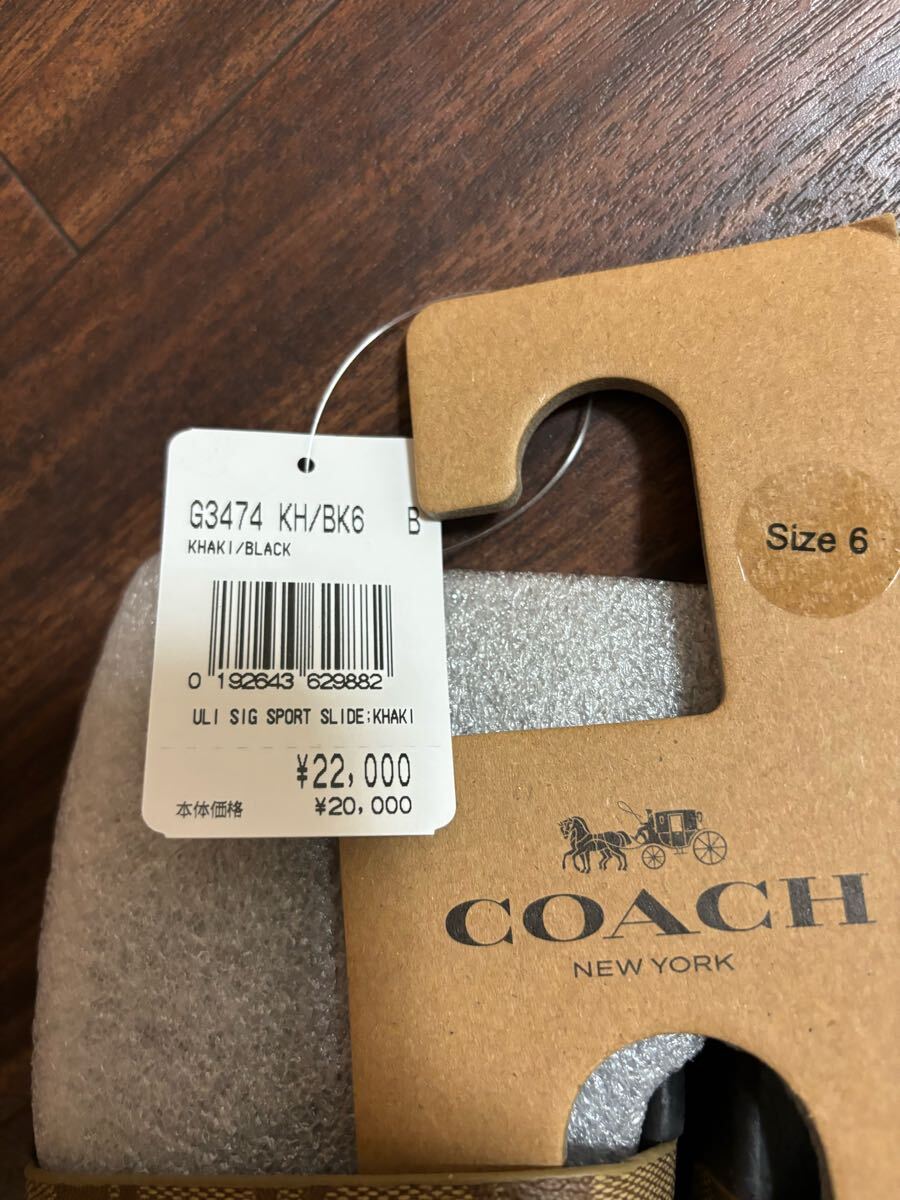 G3474 KH/BK6 B
KHAKI/BLACK
0 192643 629882
ULI SIG SPORT SLIDE;KHAKI
¥22,000
本体価格 ¥20,000
Size 6
COACH
NEW YORK